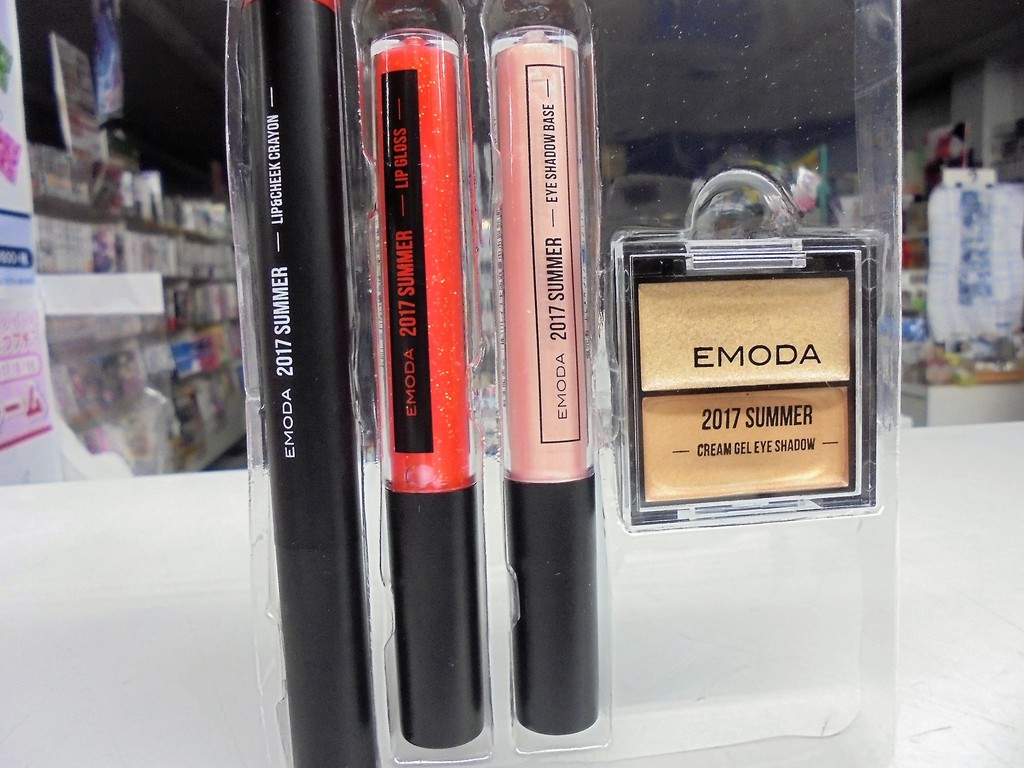 EMODA 2017 SUMMER — LIP&CHEEK CRAYON —
EMODA 2017 SUMMER — LIP GLOSS —
EMODA 2017 SUMMER — EYE SHADOW BASE —
EMODA
2017 SUMMER
— CREAM GEL EYE SHADOW —